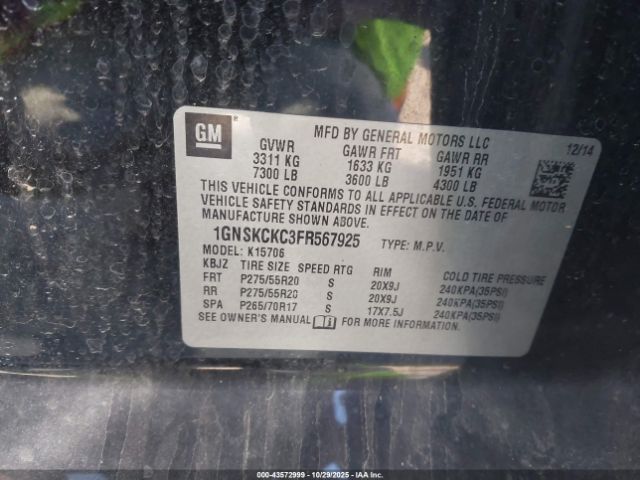 GM®
MFD BY GENERAL MOTORS LLC 12/14
GVWR GAWR FRT GAWR RR
3311 KG 1633 KG 1951 KG
7300 LB 3600 LB 4300 LB
THIS VEHICLE CONFORMS TO ALL APPLICABLE U.S. FEDERAL MOTOR
VEHICLE SAFETY STANDARDS IN EFFECT ON THE DATE OF
MANUFACTURE SHOWN ABOVE.
1GNSKCKC3FR567925 TYPE: M.P.V.
MODEL: K15706
KBJZ TIRE SIZE SPEED RTG RIM COLD TIRE PRESSURE
FRT P275/55R20 S 20X9J 240KPA(35PSI)
RR P275/55R20 S 20X9J 240KPA(35PSI)
SPA P265/70R17 S 17X7.5J 240KPA(35PSI)
SEE OWNER'S MANUAL FOR MORE INFORMATION.
000-43572999 10/29/2025 IAAI.COM